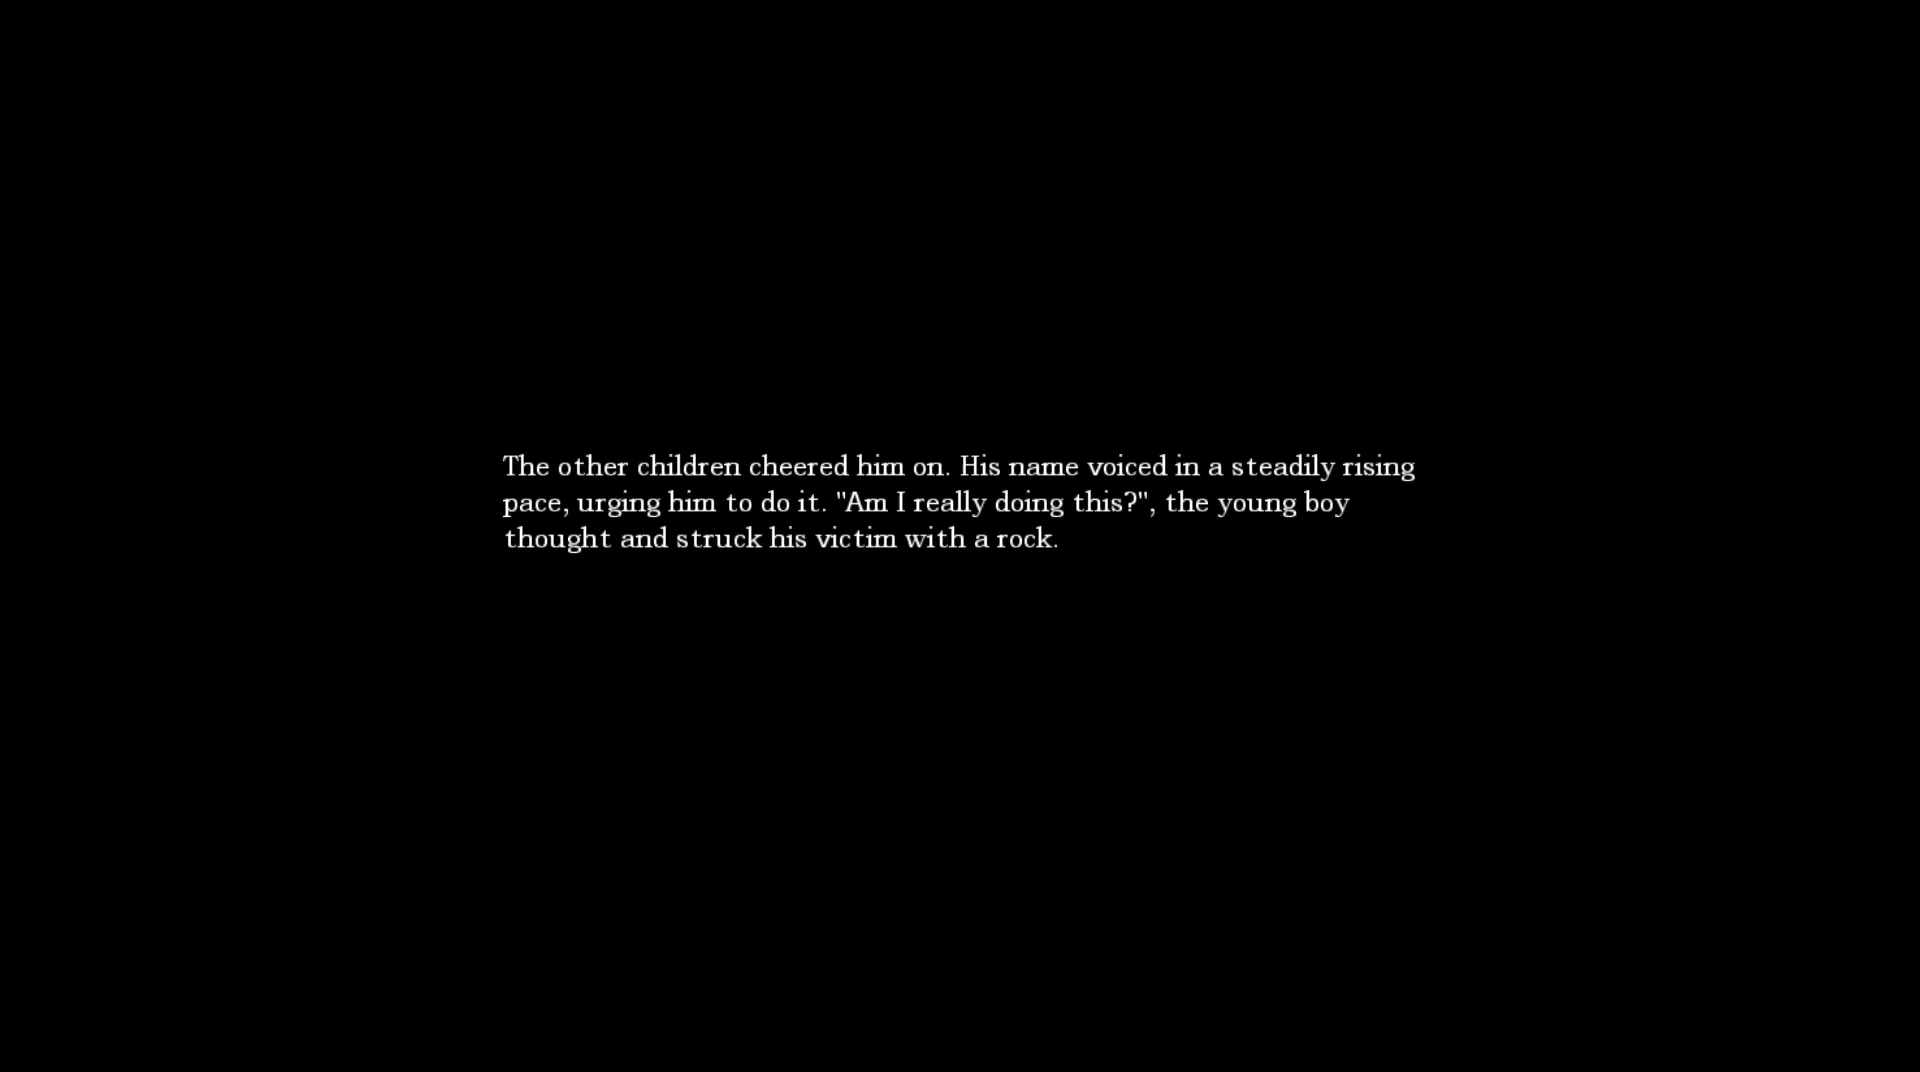 The other children cheered him on. His name voiced in a steadily rising
pace, urging him to do it. "Am I really doing this?", the young boy
thought and struck his victim with a rock.